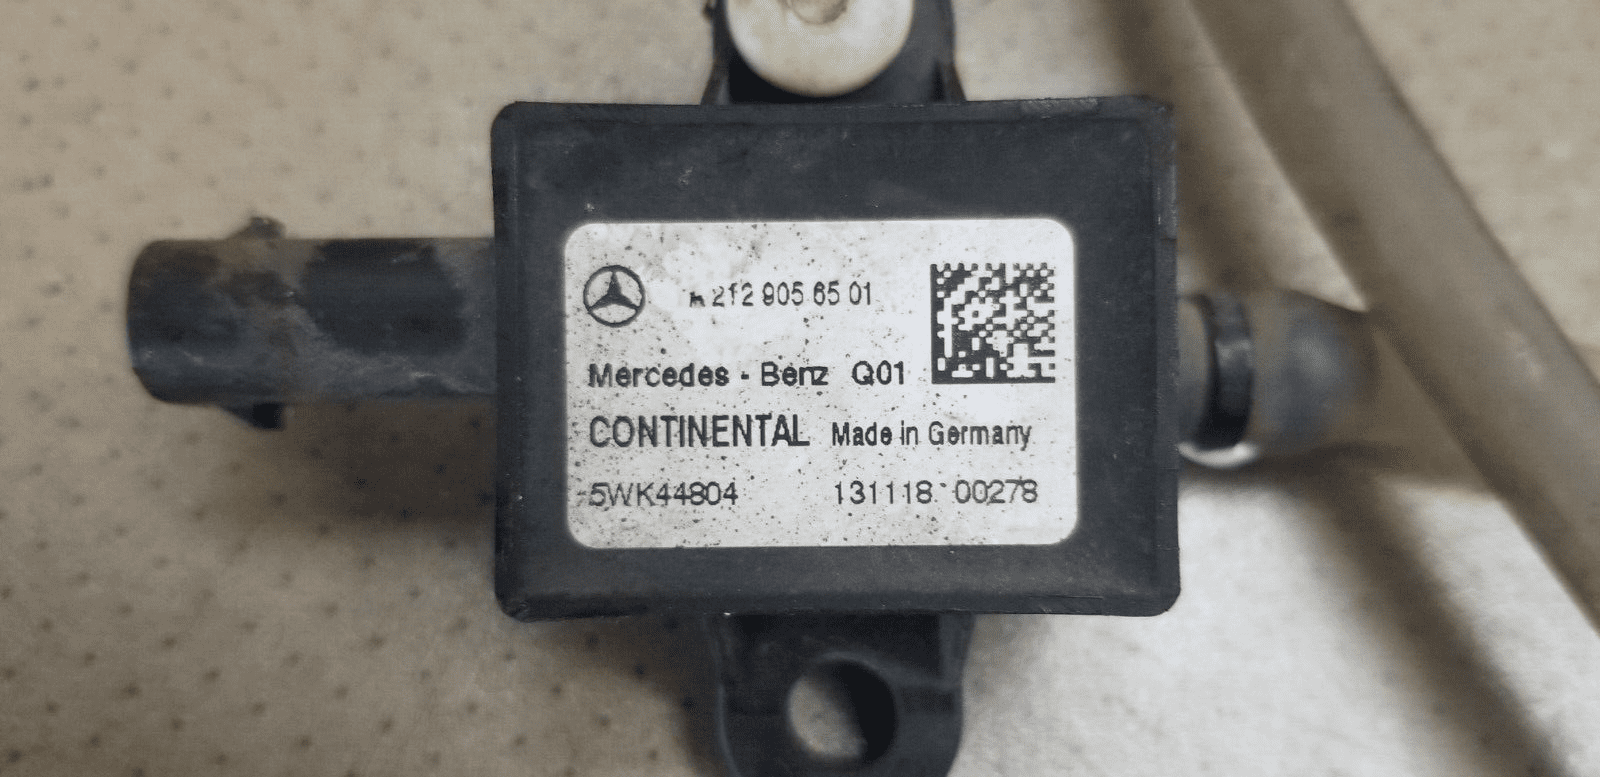 A 212 905 65 01
Mercedes - Benz Q01
CONTINENTAL Made in Germany
5WK44804 131118 00278